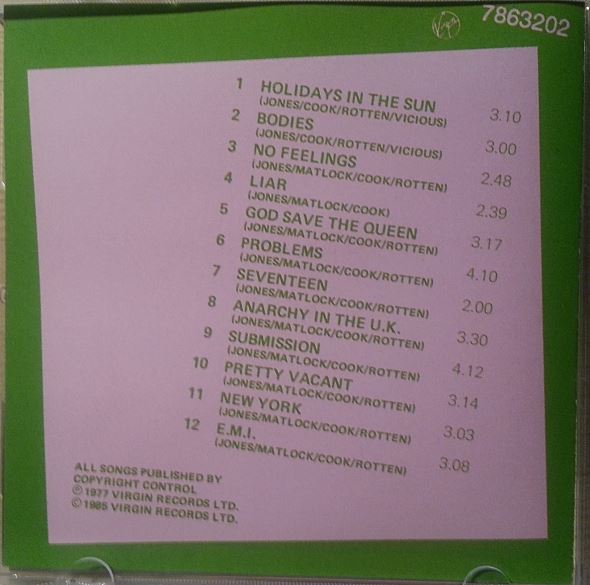 Virgin 7863202
1 HOLIDAYS IN THE SUN 3.10
(JONES/COOK/ROTTEN/VICIOUS)
2 BODIES 3.00
(JONES/COOK/ROTTEN/VICIOUS)
3 NO FEELINGS 2.48
(JONES/MATLOCK/COOK/ROTTEN)
4 LIAR 2.39
(JONES/MATLOCK/COOK)
5 GOD SAVE THE QUEEN 3.17
(JONES/MATLOCK/COOK/ROTTEN)
6 PROBLEMS 4.10
(JONES/MATLOCK/COOK/ROTTEN)
7 SEVENTEEN 2.00
(JONES/MATLOCK/COOK/ROTTEN)
8 ANARCHY IN THE U.K. 3.30
(JONES/MATLOCK/COOK/ROTTEN)
9 SUBMISSION 4.12
(JONES/MATLOCK/COOK/ROTTEN)
10 PRETTY VACANT 3.14
(JONES/MATLOCK/COOK/ROTTEN)
11 NEW YORK 3.03
(JONES/MATLOCK/COOK/ROTTEN)
12 E.M.I. 3.08
(JONES/MATLOCK/COOK/ROTTEN)
ALL SONGS PUBLISHED BY
COPYRIGHT CONTROL
℗ 1977 VIRGIN RECORDS LTD.
© 1985 VIRGIN RECORDS LTD.